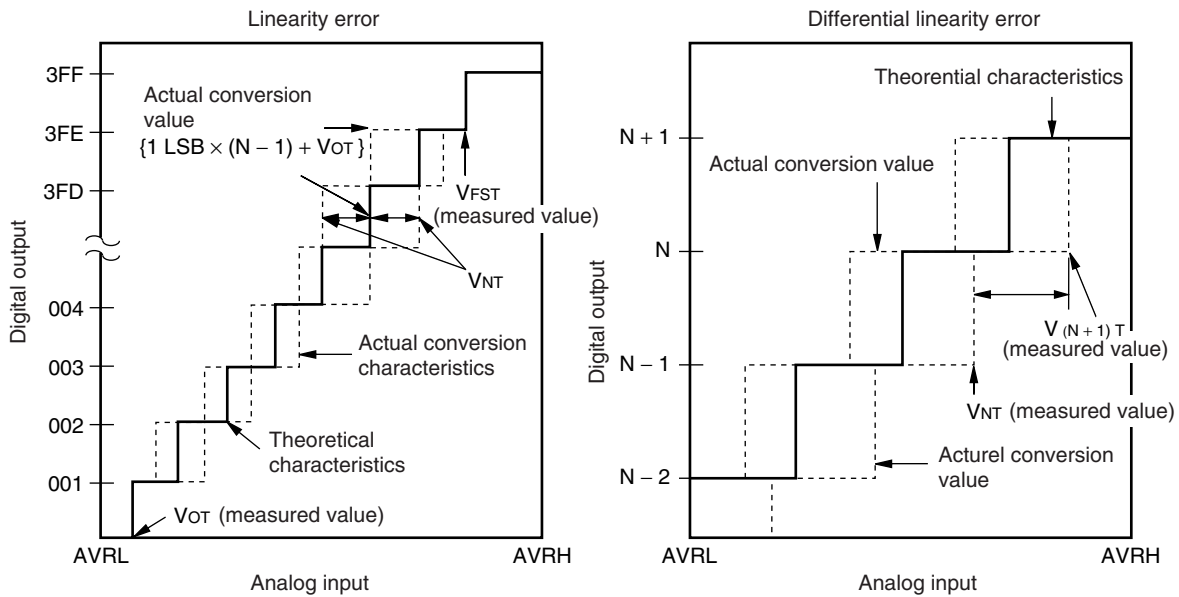 Linearity error
3FF
3FE
3FD
004
003
002
001
Digital output
Actual conversion
value
{1 LSB × (N − 1) + VOT }
VFST
(measured value)
VNT
Actual conversion
characteristics
Theoretical
characteristics
VOT (measured value)
AVRL
AVRH
Analog input
Differential linearity error
Theorential characteristics
N + 1
Actual conversion value
N
Digital output
V (N + 1) T
(measured value)
N − 1
VNT (measured value)
Acturel conversion
value
N − 2
AVRL
AVRH
Analog input